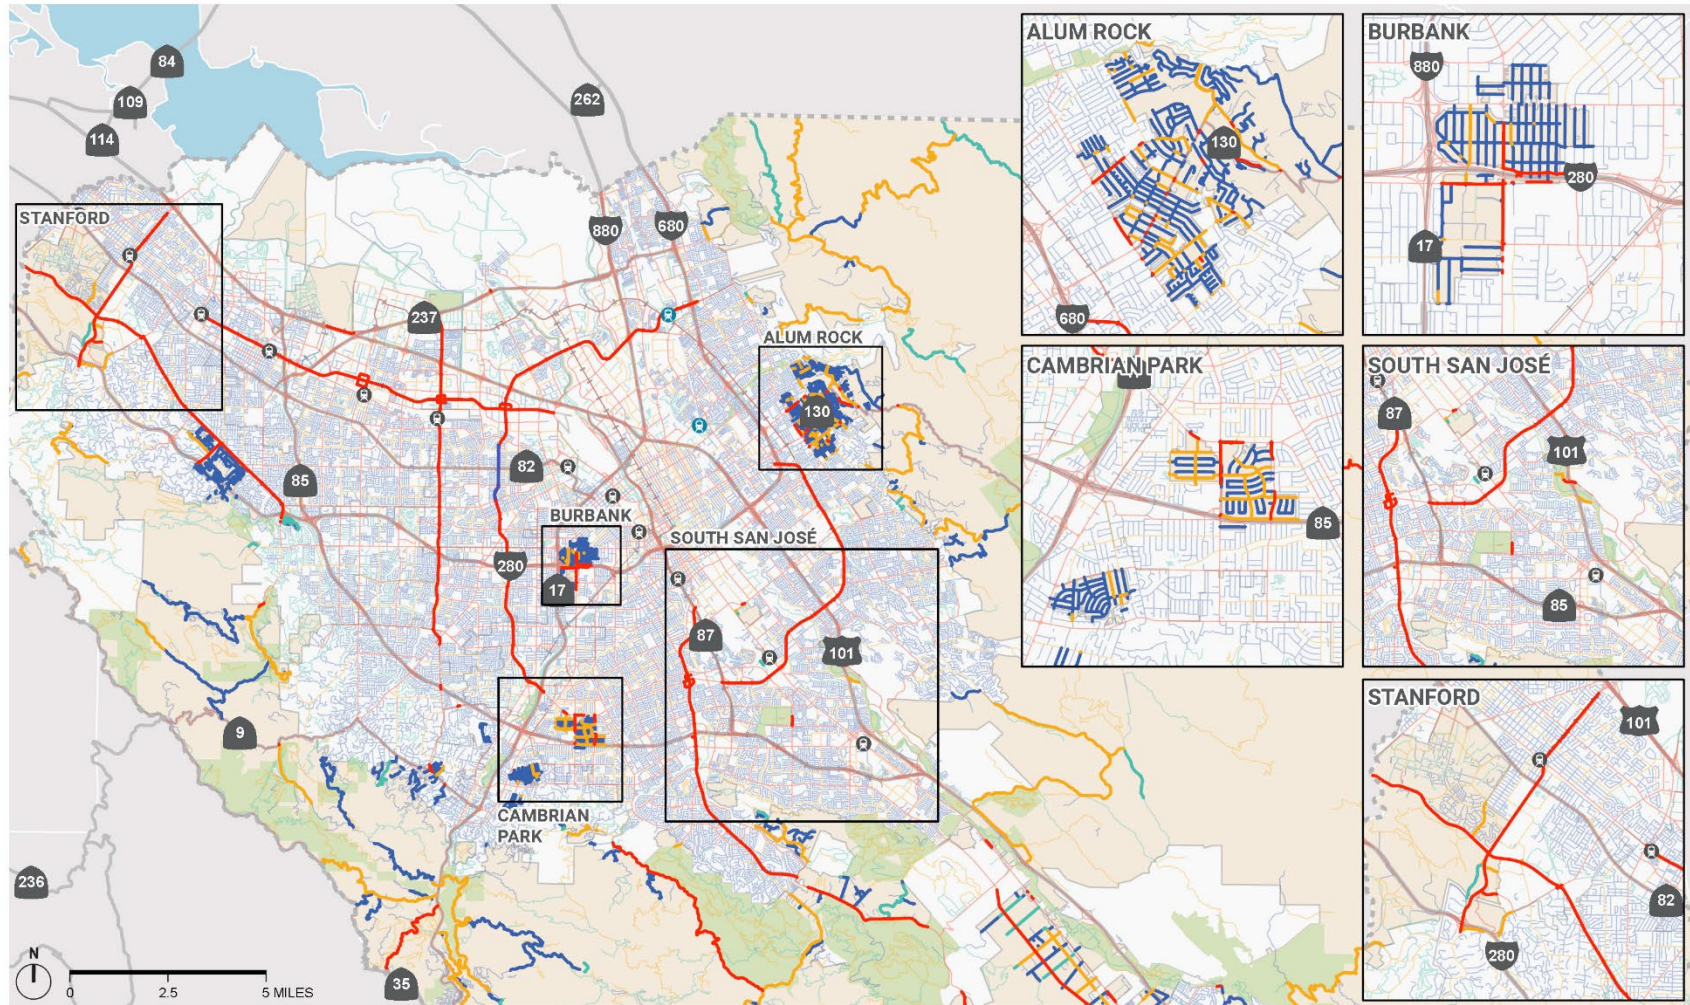 84
109
114
262
STANFORD
880
680
237
ALUM ROCK
130
82
85
BURBANK
280
17
SOUTH SAN JOSÉ
87
101
9
CAMBRIAN
PARK
236
35
N
0 2.5 5 MILES
ALUM ROCK
130
680
BURBANK
880
280
17
CAMBRIAN PARK
85
SOUTH SAN JOSÉ
87
101
85
STANFORD
101
82
280